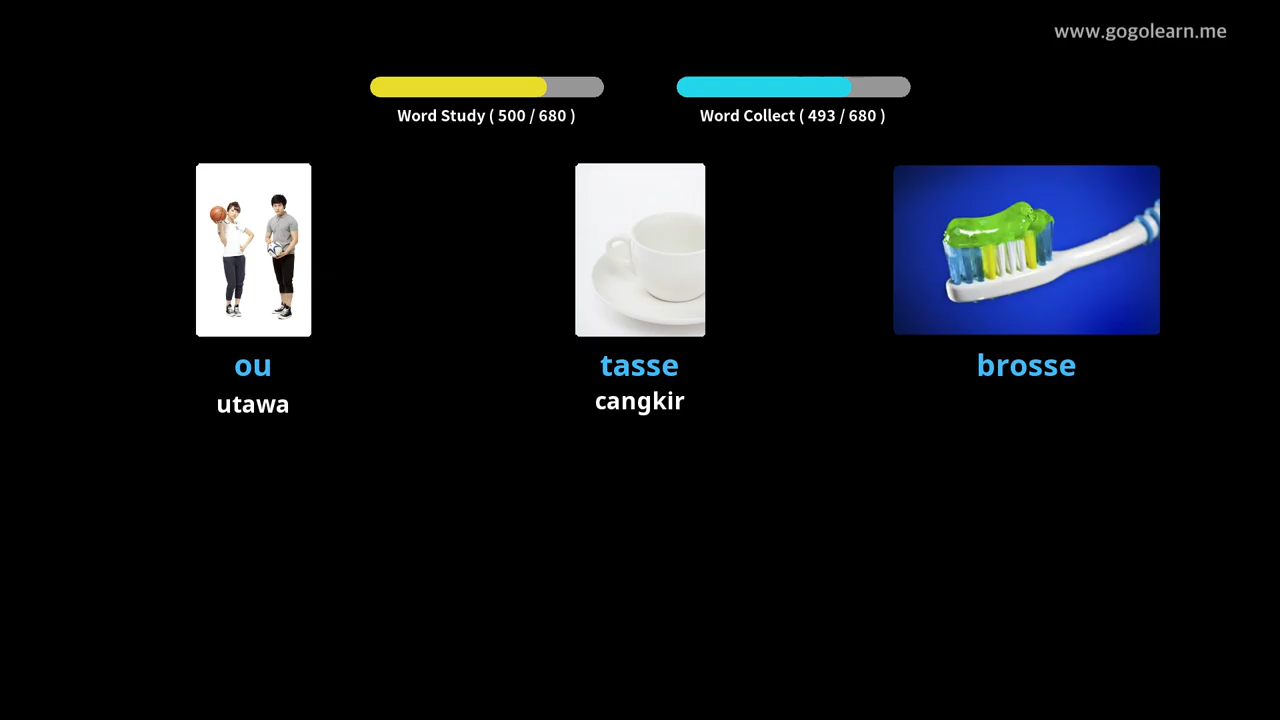 www.gogolearn.me
Word Study ( 500 / 680 )
Word Collect ( 493 / 680 )
ou
utawa
tasse
cangkir
brosse